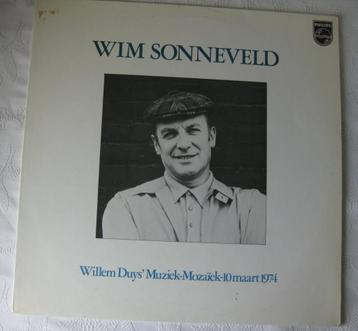 PHILIPS
WIM SONNEVELD
Willem Duys' Muziek-Mozaïek-10 maart 1974